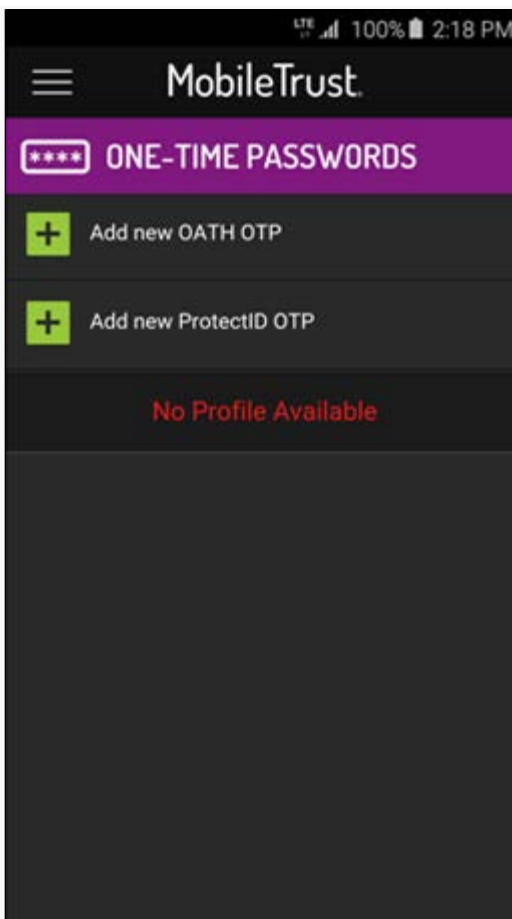 LTE 100% 2:18 PM
MobileTrust.
**** ONE-TIME PASSWORDS
+ Add new OATH OTP
+ Add new ProtectID OTP
No Profile Available